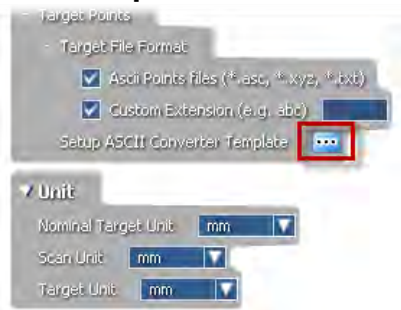 Target Points
Target File Format
Ascii Points files (*.asc, *.xyz, *.txt)
Custom Extension (e.g. abc)
Setup ASCII Converter Template ...
Unit
Nominal Target Unit mm
Scan Unit mm
Target Unit mm